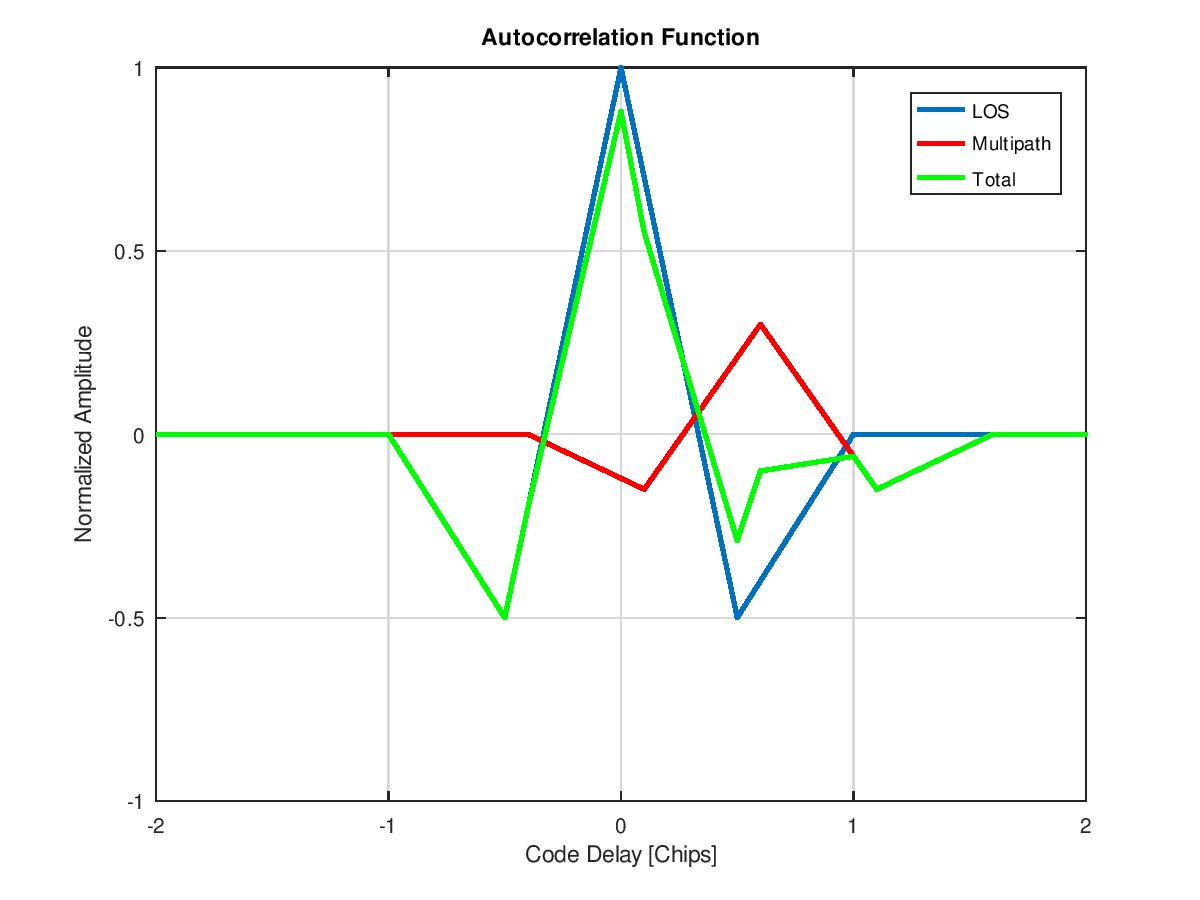 Autocorrelation Function
1
0.5
0
-0.5
-1
Normalized Amplitude
LOS
Multipath
Total
-2
-1
0
1
2
Code Delay [Chips]